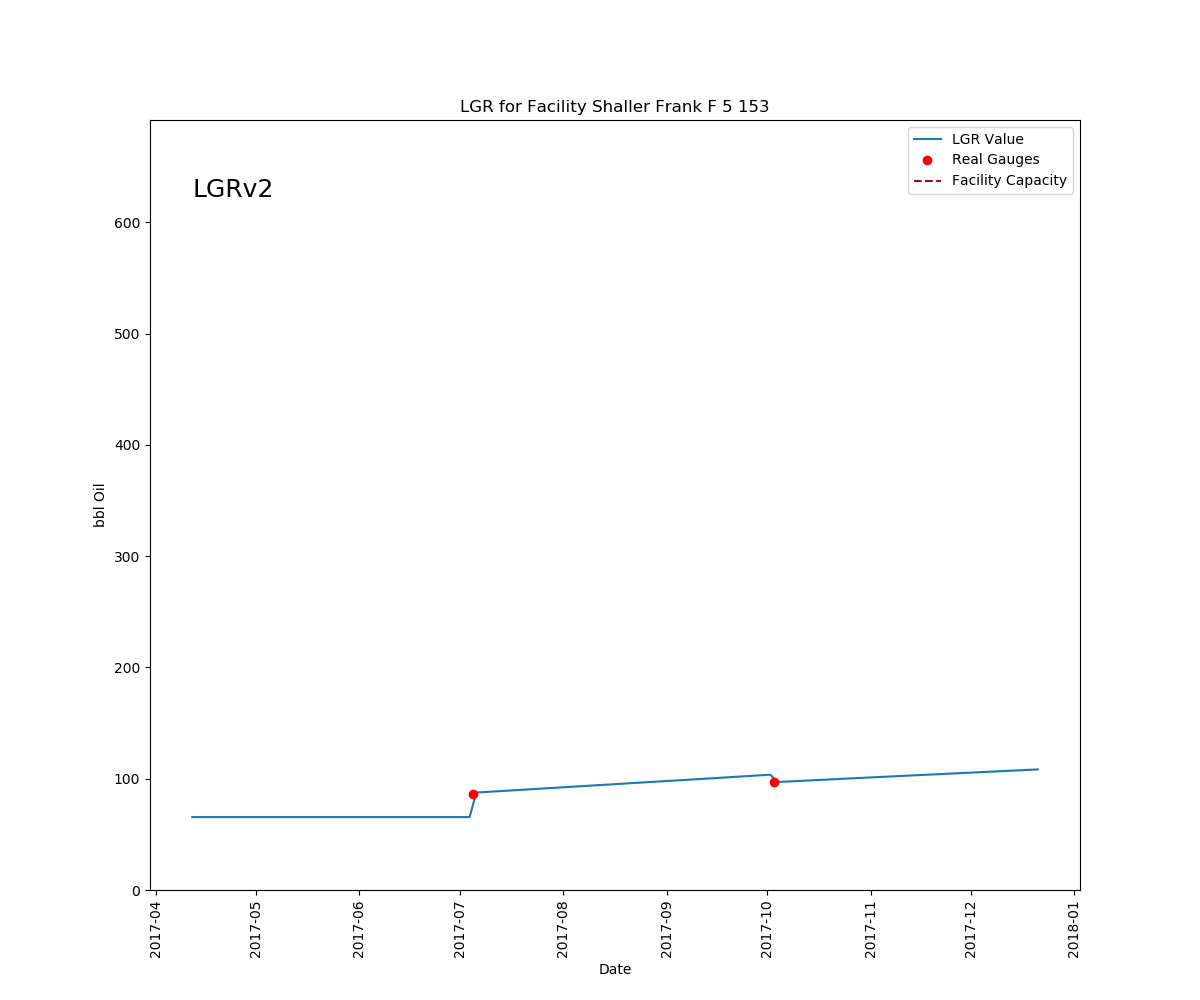 LGR for Facility Shaller Frank F 5 153
LGRv2
LGR Value
Real Gauges
Facility Capacity
600
500
400
300
200
100
0
bbl Oil
2017-04
2017-05
2017-06
2017-07
2017-08
2017-09
2017-10
2017-11
2017-12
2018-01
Date